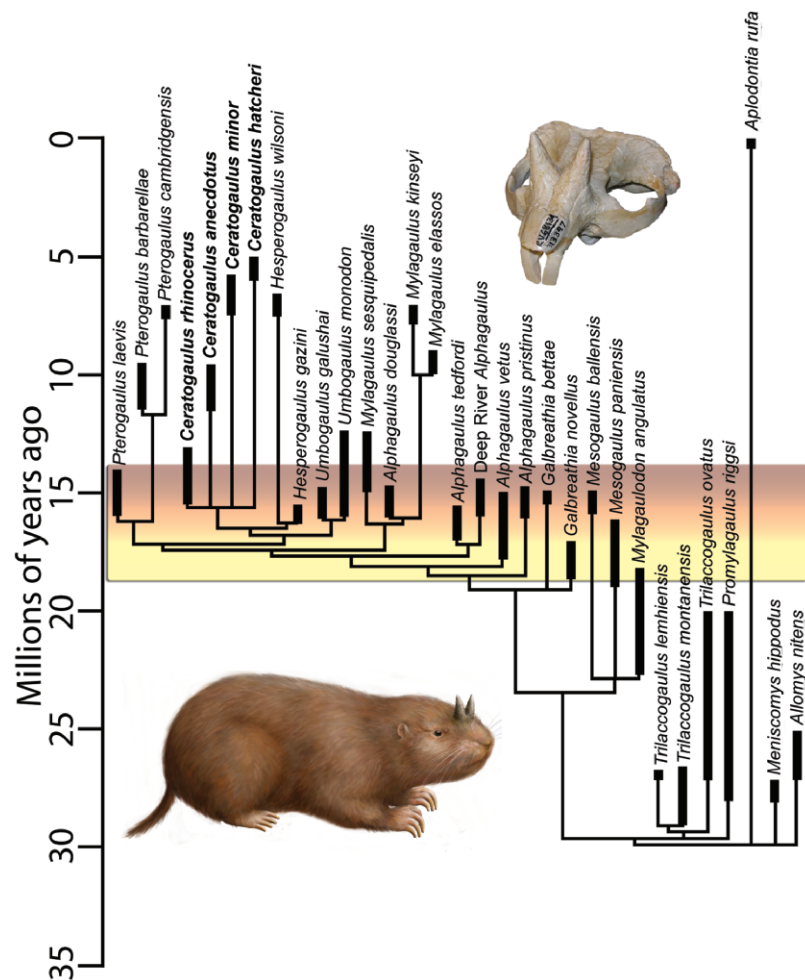 Millions of years ago
0
5
10
15
20
25
30
35
Pterogaulus laevis
Pterogaulus barbarellae
Pterogaulus cambridgensis
Ceratogaulus rhinocerus
Ceratogaulus anecdotus
Ceratogaulus minor
Ceratogaulus hatcheri
Hesperogaulus wilsoni
Hesperogaulus gazini
Umbogaulus galushai
Umbogaulus monodon
Mylagaulus sesquipedalis
Alphagaulus douglassi
Mylagaulus kinseyi
Mylagaulus elassos
Alphagaulus tedfordi
Deep River Alphagaulus
Alphagaulus vetus
Alphagaulus pristinus
Galbreathia bettae
Galbreathia novellus
Mesogaulus ballensis
Mesogaulus paniensis
Mylagaulodon angulatus
Trilaccogaulus lemhiensis
Trilaccogaulus montanensis
Trilaccogaulus ovatus
Promylagaulus riggsi
Aplodontia rufa
Meniscomys hippodus
Allomys nitens